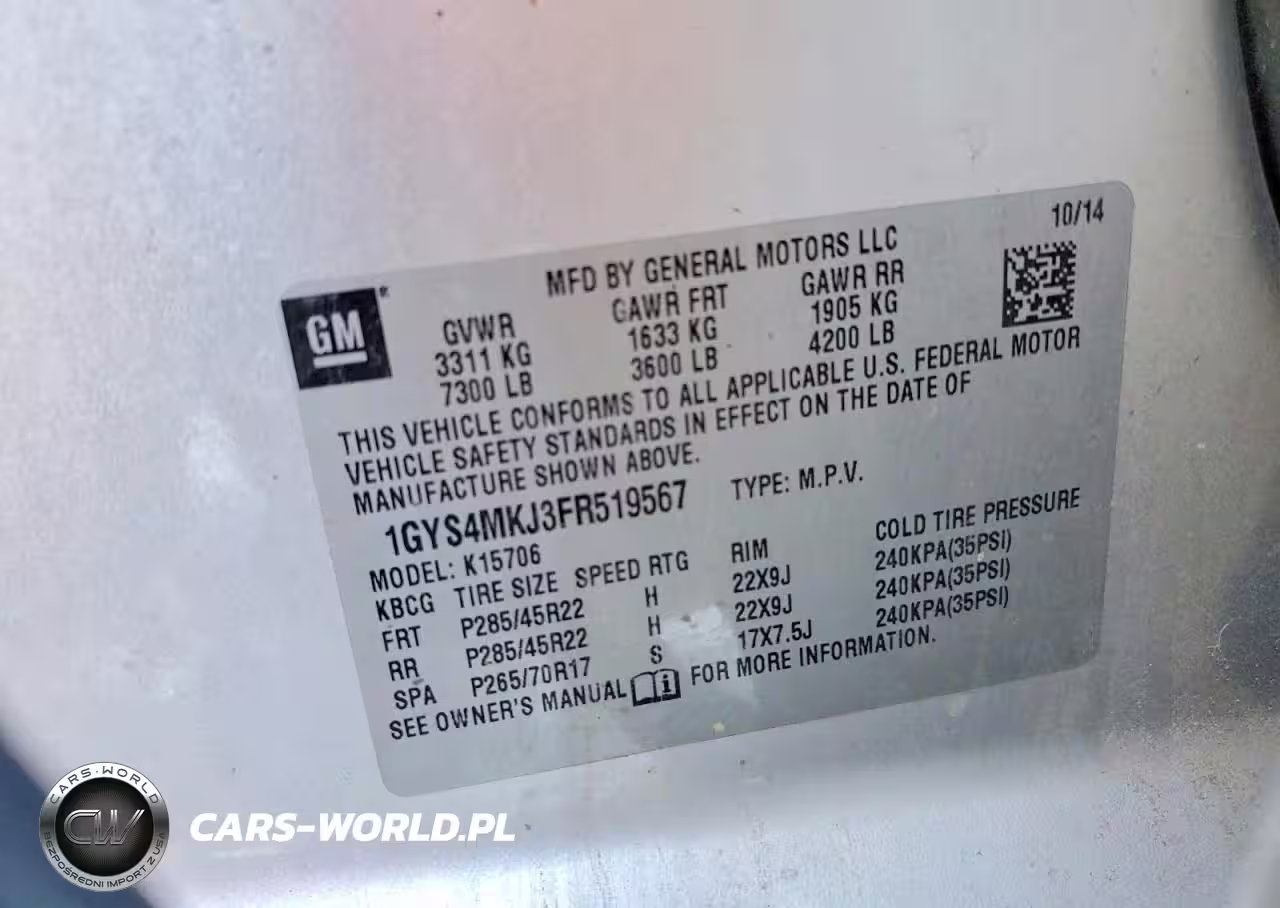 10/14
MFD BY GENERAL MOTORS LLC
GM
GVWR GAWR FRT GAWR RR
3311 KG 1633 KG 1905 KG
7300 LB 3600 LB 4200 LB
THIS VEHICLE CONFORMS TO ALL APPLICABLE U.S. FEDERAL MOTOR
VEHICLE SAFETY STANDARDS IN EFFECT ON THE DATE OF
MANUFACTURE SHOWN ABOVE.
1GYS4MKJ3FR519567 TYPE: M.P.V.
MODEL: K15706
KBCG TIRE SIZE SPEED RTG RIM COLD TIRE PRESSURE
FRT P285/45R22 H 22X9J 240KPA(35PSI)
RR P285/45R22 H 22X9J 240KPA(35PSI)
SPA P265/70R17 S 17X7.5J 240KPA(35PSI)
SEE OWNER'S MANUAL FOR MORE INFORMATION.
CARS-WORLD
CW
BEZPOŚREDNI IMPORT Z USA
CARS-WORLD.PL